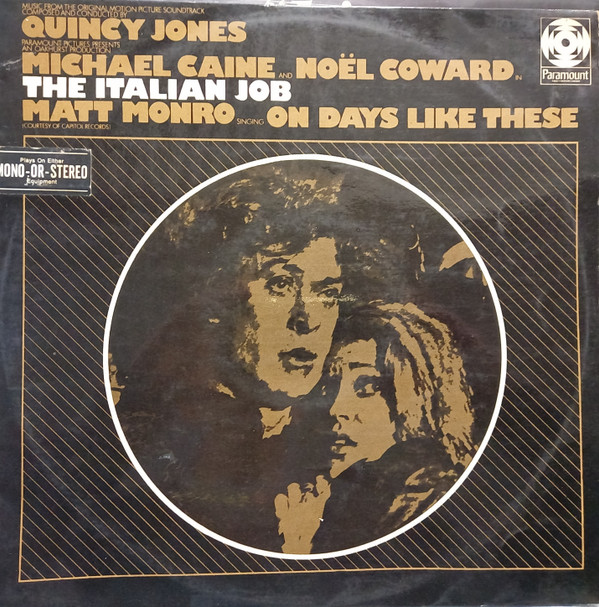 MUSIC FROM THE ORIGINAL MOTION PICTURE SOUNDTRACK
COMPOSED AND CONDUCTED BY
QUINCY JONES
PARAMOUNT PICTURES PRESENTS
AN OAKHURST PRODUCTION
MICHAEL CAINE AND NOËL COWARD IN
THE ITALIAN JOB
MATT MONRO SINGING ON DAYS LIKE THESE
(COURTESY OF CAPITOL RECORDS)
Paramount
Plays On Either
MONO-OR-STEREO
Equipment